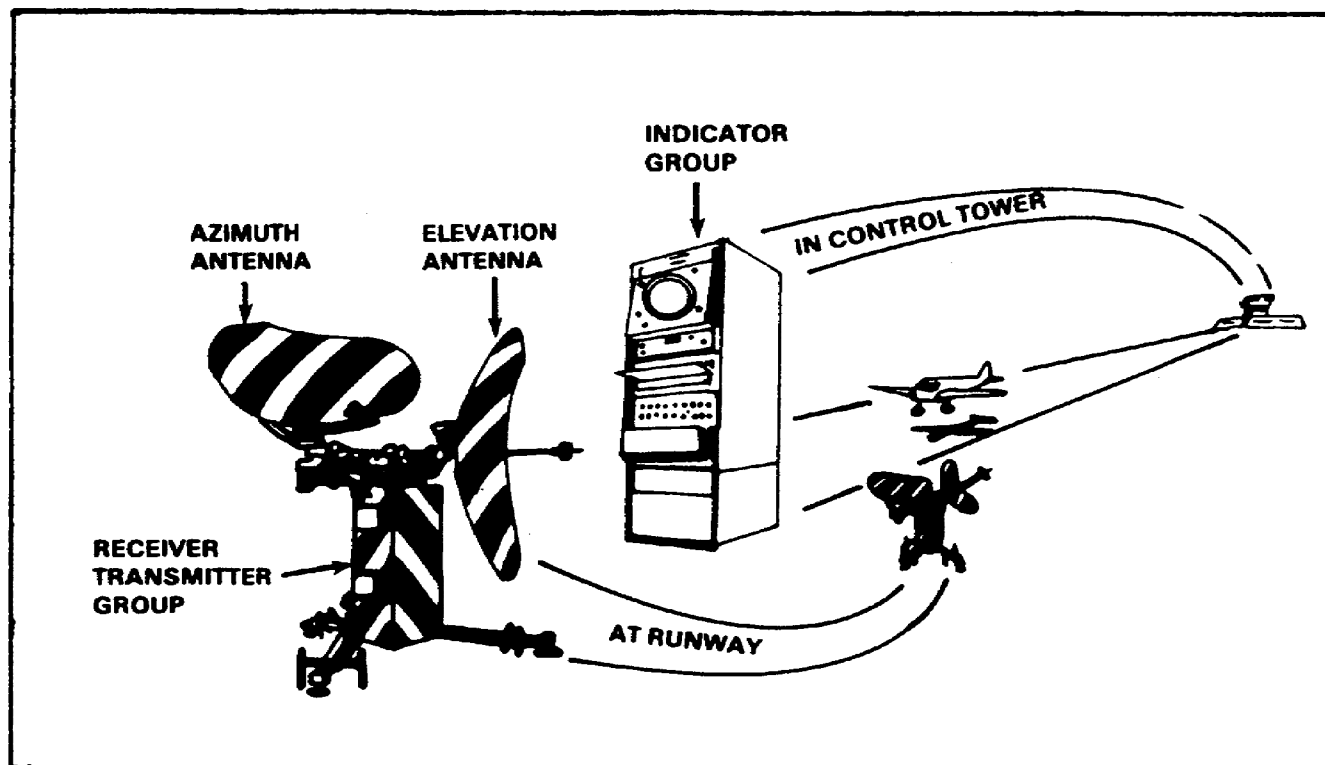 INDICATOR
GROUP
AZIMUTH
ANTENNA
ELEVATION
ANTENNA
IN CONTROL TOWER
RECEIVER
TRANSMITTER
GROUP
AT RUNWAY